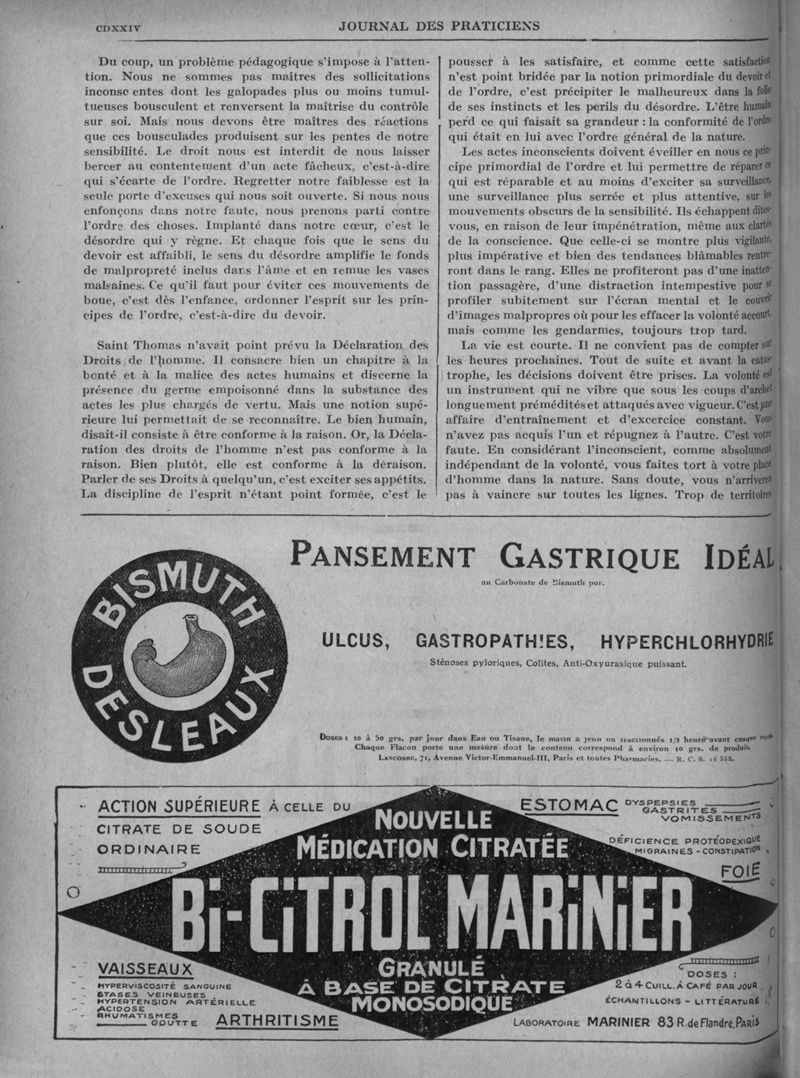 CDXXIV
JOURNAL DES PRATICIENS
Du coup, un problème pédagogique s'impose à l'atten-
tion. Nous ne sommes pas maîtres des sollicitations
inconscientes dont les galopades plus ou moins tumul-
tueuses bousculent et renversent la maîtrise du contrôle
sur soi. Mais nous devons être maîtres des réactions
que ces bousculades produisent sur les pentes de notre
sensibilité. Le droit nous est interdit de nous laisser
bercer au contentement d'un acte fâcheux, c'est-à-dire
qui s'écarte de l'ordre. Regretter notre faiblesse est la
seule porte d'excuses qui nous soit ouverte. Si nous nous
enfonçons dans notre faute, nous prenons parti contre
l'ordre des choses. Implanté dans notre cœur, c'est le
désordre qui y règne. Et chaque fois que le sens du
devoir est affaibli, le sens du désordre amplifie le fonds
de malpropreté inclus dans l'âme et en remue les vases
malsaines. Ce qu'il faut pour éviter ces mouvements de
boue, c'est dès l'enfance, ordonner l'esprit sur les prin-
cipes de l'ordre, c'est-à-dire du devoir.
Saint Thomas n'avait point prévu la Déclaration des
Droits de l'homme. Il consacre bien un chapitre à la
bonté et à la malice des actes humains et discerne la
présence du germe empoisonné dans la substance des
actes les plus chargés de vertu. Mais une notion supé-
rieure lui permettait de se reconnaître. Le bien humain,
disait-il consiste à être conforme à la raison. Or, la Décla-
ration des droits de l'homme n'est pas conforme à la
raison. Bien plutôt, elle est conforme à la déraison.
Parler de ses Droits à quelqu'un, c'est exciter ses appétits.
La discipline de l'esprit n'étant point formée, c'est le
pousser à les satisfaire, et comme cette satisfaction
n'est point bridée par la notion primordiale du devoir et
de l'ordre, c'est précipiter le malheureux dans la folie
de ses instincts et les perils du désordre. L'être humain
perd ce qui faisait sa grandeur : la conformité de l'ordre
qui était en lui avec l'ordre général de la nature.
Les actes inconscients doivent éveiller en nous ce prin-
cipe primordial de l'ordre et lui permettre de réparer ce
qui est réparable et au moins d'exciter sa surveillance,
une surveillance plus serrée et plus attentive, sur les
mouvements obscurs de la sensibilité. Ils échappent dites-
vous, en raison de leur impénétration, même aux clartés
de la conscience. Que celle-ci se montre plus vigilante,
plus impérative et bien des tendances blâmables rentre-
ront dans le rang. Elles ne profiteront pas d'une inatten-
tion passagère, d'une distraction intempestive pour se
profiler subitement sur l'écran mental et le couvrir
d'images malpropres où pour les effacer la volonté accourt,
mais comme les gendarmes, toujours trop tard.
La vie est courte. Il ne convient pas de compter sur
les heures prochaines. Tout de suite et avant la catas-
trophe, les décisions doivent être prises. La volonté est
un instrument qui ne vibre que sous les coups d'archet
longuement prémédités et attaqués avec vigueur. C'est une
affaire d'entraînement et d'excercice constant. Vous
n'avez pas acquis l'un et répugnez à l'autre. C'est votre
faute. En considérant l'inconscient, comme absolument
indépendant de la volonté, vous faites tort à votre place
d'homme dans la nature. Sans doute, vous n'arriverez
pas à vaincre sur toutes les lignes. Trop de territoires
BISMUTH
DESLEAUX
PANSEMENT GASTRIQUE IDÉAL
au Carbonate de Bismuth pur.
ULCUS, GASTROPATHIES, HYPERCHLORHYDRIE
Sténoses pyloriques, Colites, Anti-Oxyurasique puissant.
DOSES : 10 à 50 grs. par jour dans Eau ou Tisane, le matin à jeun ou fractionnés 1/2 heure avant chaque repas
Chaque Flacon porte une mesure dont le contenu correspond à environ 10 grs. de produit.
LANCOSME, 71, Avenue Victor-Emmanuel-III, Paris et toutes Pharmacies. — R. C. S. 16 358.
ACTION SUPÉRIEURE À CELLE DU
CITRATE DE SOUDE
ORDINAIRE
NOUVELLE
MÉDICATION CITRATÉE
ESTOMAC
DYSPEPSIES
GASTRITES
VOMISSEMENTS
DÉFICIENCE PROTÉOPEXIQUE
MIGRAINES - CONSTIPATION
FOIE
Bi-CiTROL MARiNiER
GRANULÉ
À BASE DE CITRATE
MONOSODIQUE
VAISSEAUX
HYPERVISCOSITÉ SANGUINE
STASES VEINEUSES
HYPERTENSION ARTÉRIELLE
ACIDOSE
RHUMATISMES
GOUTTE
ARTHRITISME
DOSES :
2 à 4 CUILL. À CAFÉ PAR JOUR
ÉCHANTILLONS - LITTÉRATURE
LABORATOIRE MARINIER 83 R. de Flandre, PARIS